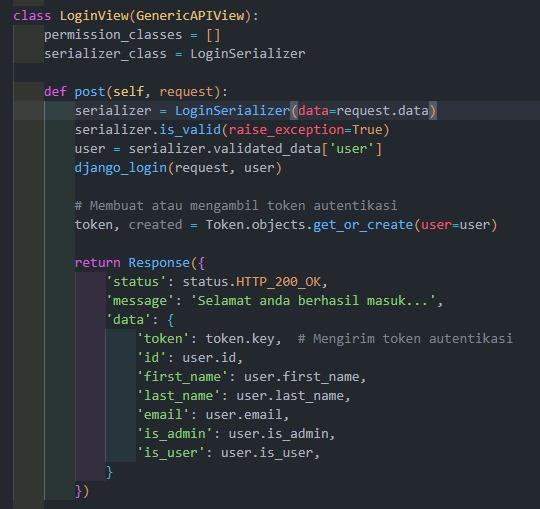 class LoginView(GenericAPIView):
    permission_classes = []
    serializer_class = LoginSerializer

    def post(self, request):
        serializer = LoginSerializer(data=request.data)
        serializer.is_valid(raise_exception=True)
        user = serializer.validated_data['user']
        django_login(request, user)

        # Membuat atau mengambil token autentikasi
        token, created = Token.objects.get_or_create(user=user)

        return Response({
            'status': status.HTTP_200_OK,
            'message': 'Selamat anda berhasil masuk...',
            'data': {
                'token': token.key,  # Mengirim token autentikasi
                'id': user.id,
                'first_name': user.first_name,
                'last_name': user.last_name,
                'email': user.email,
                'is_admin': user.is_admin,
                'is_user': user.is_user,
            }
        })